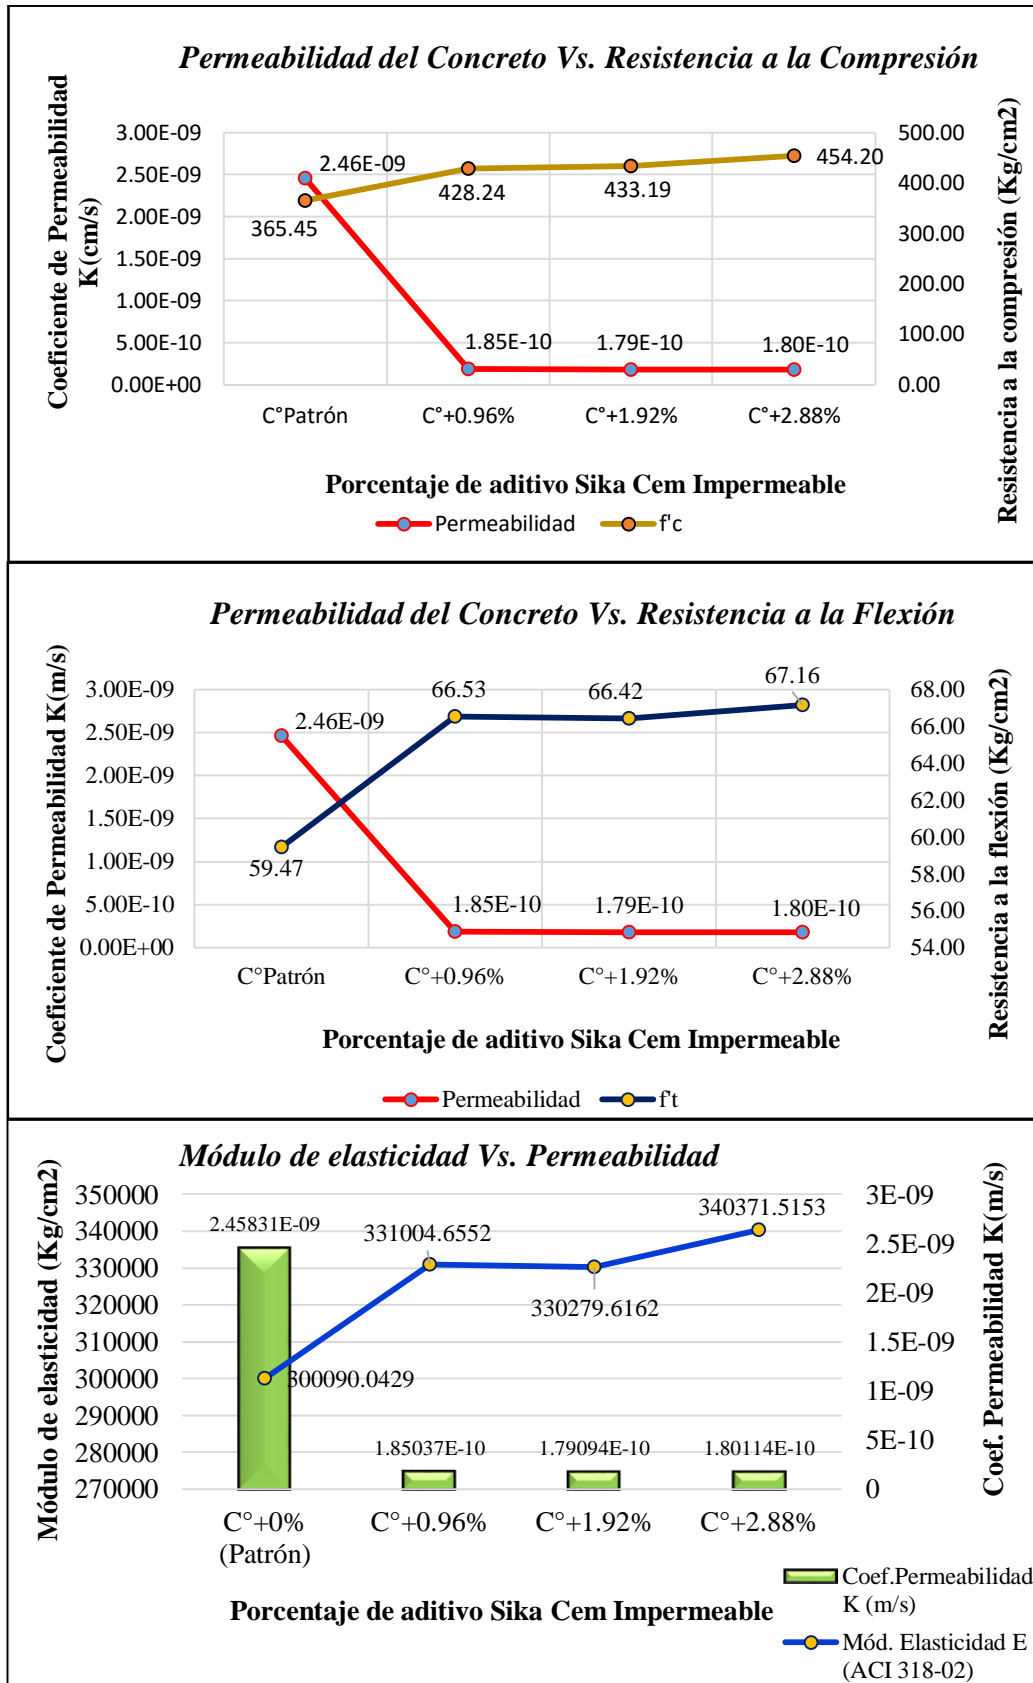 Permeabilidad del Concreto Vs. Resistencia a la Compresión
Coeficiente de Permeabilidad
K(cm/s)
3.00E-09
2.50E-09
2.00E-09
1.50E-09
1.00E-09
5.00E-10
0.00E+00
2.46E-09
365.45
428.24
433.19
454.20
1.85E-10
1.79E-10
1.80E-10
500.00
400.00
300.00
200.00
100.00
0.00
Resistencia a la compresión (Kg/cm2)
C°Patrón
C°+0.96%
C°+1.92%
C°+2.88%
Porcentaje de aditivo Sika Cem Impermeable
Permeabilidad
f'c
Permeabilidad del Concreto Vs. Resistencia a la Flexión
Coeficiente de Permeabilidad K(m/s)
3.00E-09
2.50E-09
2.00E-09
1.50E-09
1.00E-09
5.00E-10
0.00E+00
2.46E-09
59.47
66.53
66.42
67.16
1.85E-10
1.79E-10
1.80E-10
68.00
66.00
64.00
62.00
60.00
58.00
56.00
54.00
Resistencia a la flexión (Kg/cm2)
C°Patrón
C°+0.96%
C°+1.92%
C°+2.88%
Porcentaje de aditivo Sika Cem Impermeable
Permeabilidad
f't
Módulo de elasticidad Vs. Permeabilidad
Módulo de elasticidad (Kg/cm2)
350000
340000
330000
320000
310000
300000
290000
280000
270000
2.45831E-09
331004.6552
340371.5153
330279.6162
300090.0429
1.85037E-10
1.79094E-10
1.80114E-10
3E-09
2.5E-09
2E-09
1.5E-09
1E-09
5E-10
0
Coef. Permeabilidad K(m/s)
C°+0%
(Patrón)
C°+0.96%
C°+1.92%
C°+2.88%
Porcentaje de aditivo Sika Cem Impermeable
Coef.Permeabilidad
K (m/s)
Mód. Elasticidad E
(ACI 318-02)